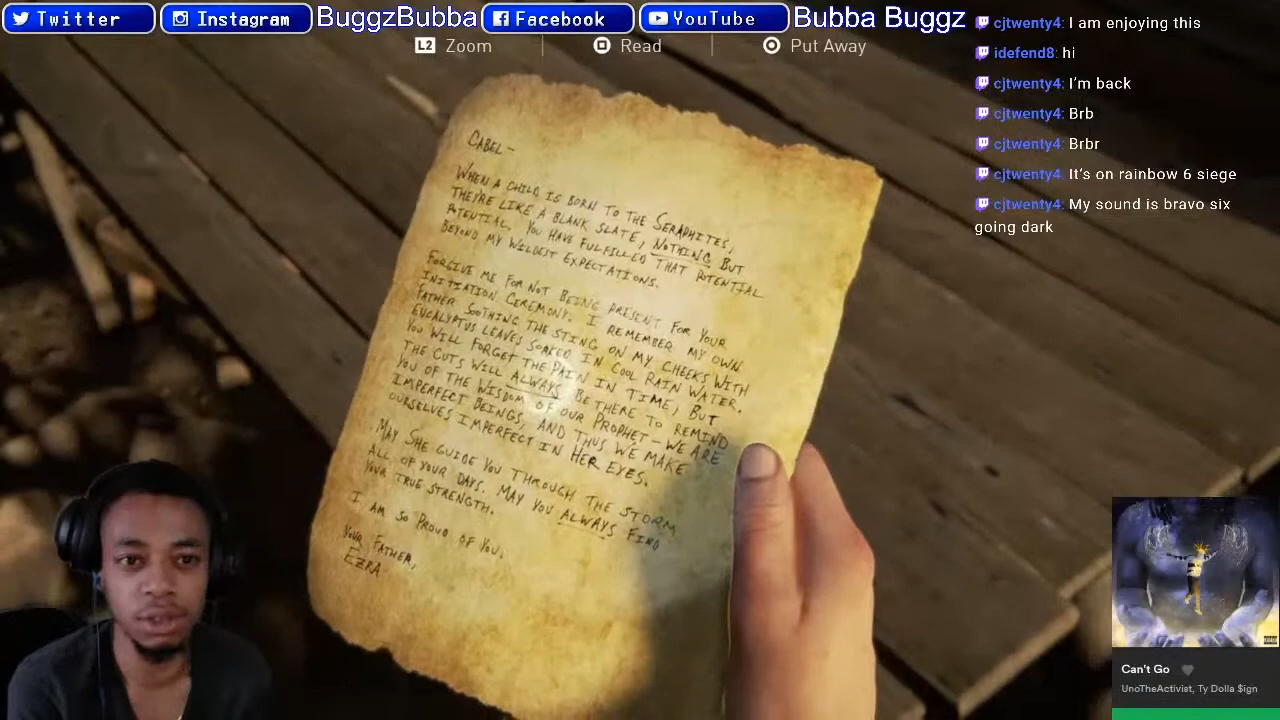 Twitter
Instagram
BuggzBubba
Facebook
YouTube
Bubba Buggz
L2 Zoom
Read
Put Away
CABEL-
WHEN A CHILD IS BORN TO THE SERAPHITES,
THEY'RE LIKE A BLANK SLATE, NOTHING BUT
POTENTIAL. YOU HAVE FULFILLED THAT POTENTIAL
BEYOND MY WILDEST EXPECTATIONS.
FORGIVE ME FOR NOT BEING PRESENT FOR YOUR
INITIATION CEREMONY. I REMEMBER MY OWN
FATHER SOOTHING THE STING ON MY CHEEKS WITH
EUCALYPTUS LEAVES SOAKED IN COOL RAIN WATER.
YOU WILL FORGET THE PAIN IN TIME, BUT
THE CUTS WILL ALWAYS BE THERE TO REMIND
YOU OF THE WISDOM OF OUR PROPHET - WE ARE
IMPERFECT BEINGS, AND THUS WE MAKE
OURSELVES IMPERFECT IN HER EYES.
MAY SHE GUIDE YOU THROUGH THE STORM
ALL OF YOUR DAYS. MAY YOU ALWAYS FIND
YOUR TRUE STRENGTH.
I AM SO PROUD OF YOU.
YOUR FATHER,
EZRA
cjtwenty4: I am enjoying this
idefend8: hi
cjtwenty4: I'm back
cjtwenty4: Brb
cjtwenty4: Brbr
cjtwenty4: It's on rainbow 6 siege
cjtwenty4: My sound is bravo six
going dark
Can't Go
UnoTheActivist, Ty Dolla $ign